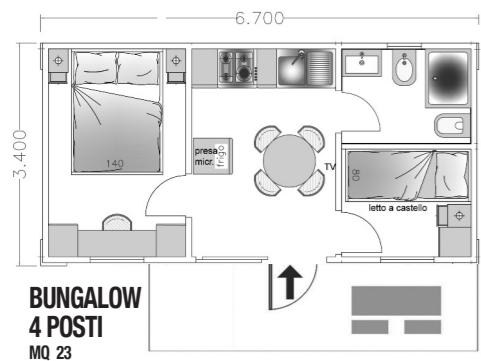 6.700
3.400
140
presa
micr.
frigo
TV
80
letto a castello
BUNGALOW
4 POSTI
MQ 23